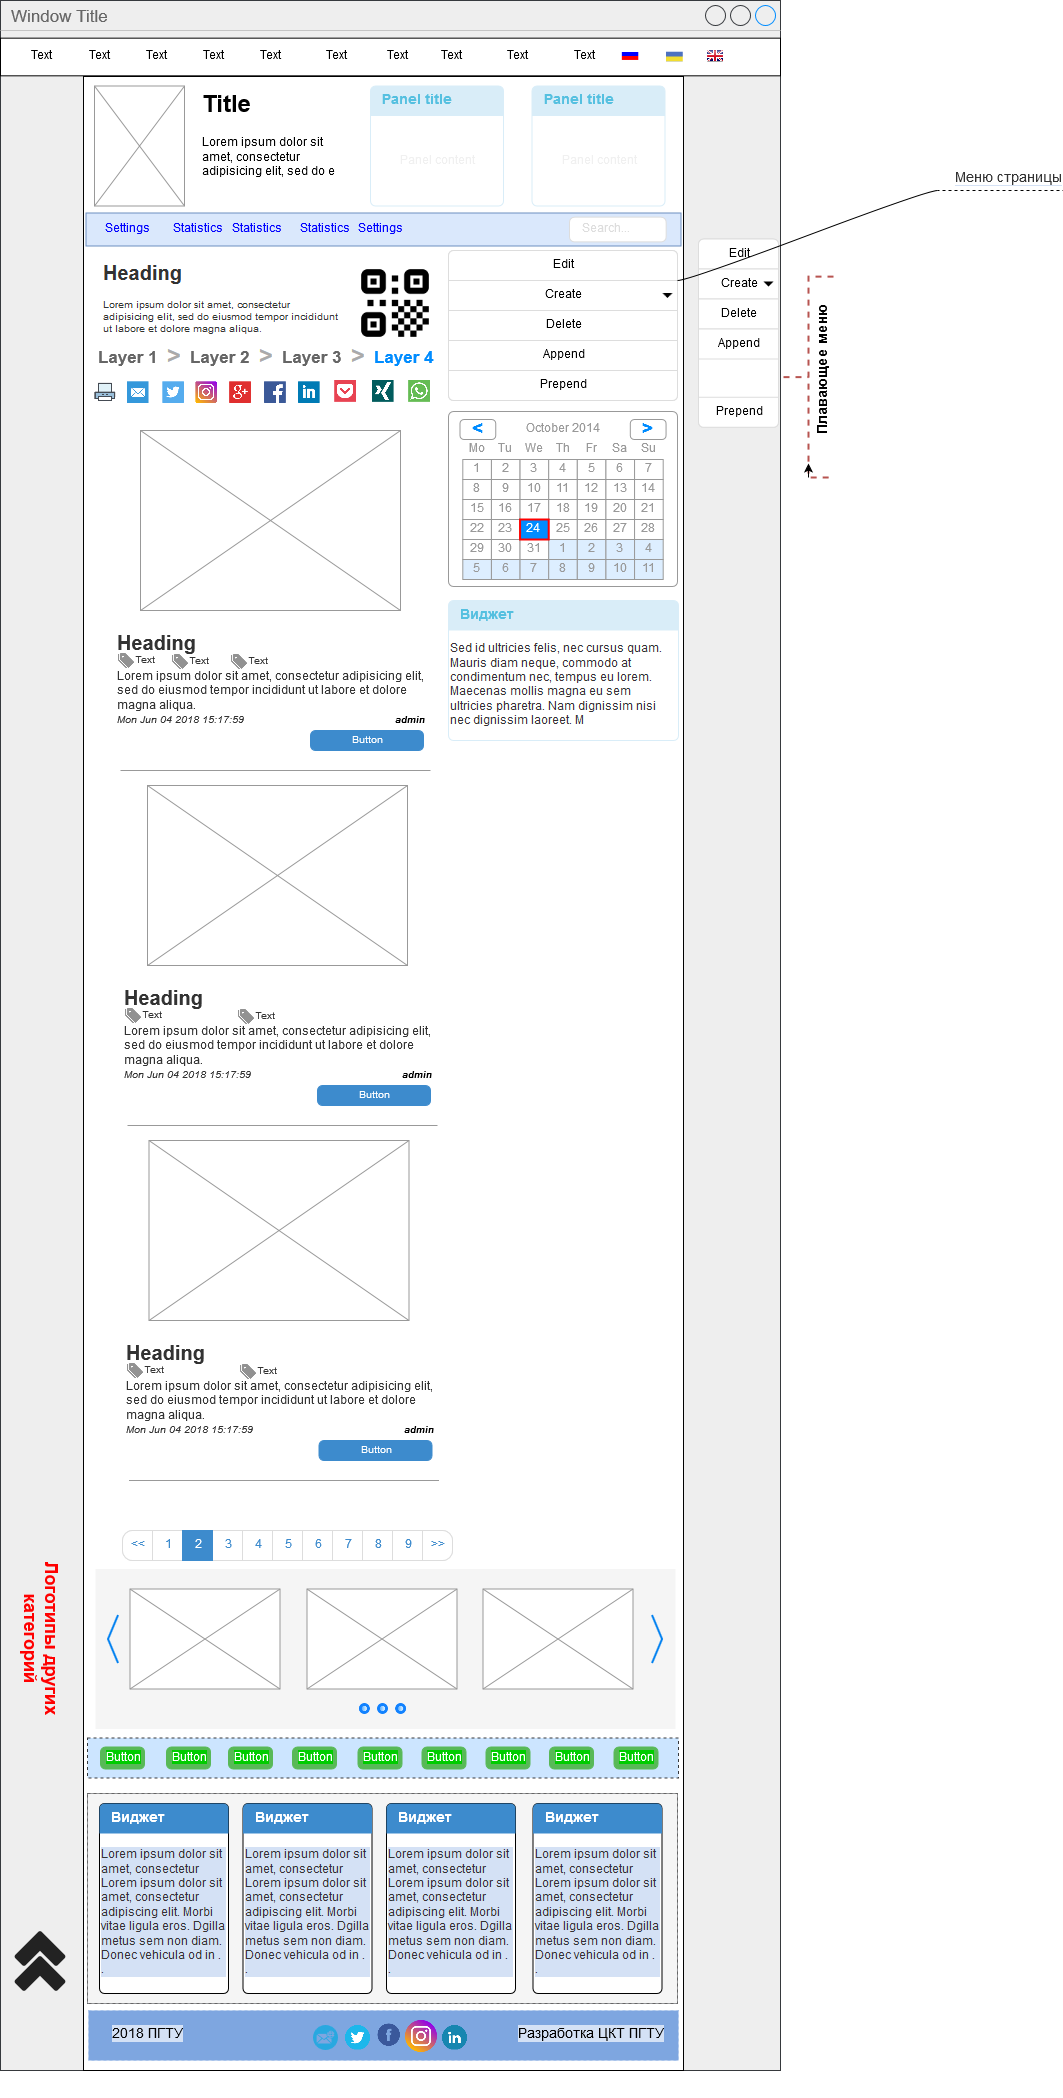 Window Title
Text Text Text Text Text Text Text Text Text Text
Title
Lorem ipsum dolor sit
amet, consectetur
adipisicing elit, sed do e
Panel title
Panel content
Panel title
Panel content
Settings Statistics Statistics Statistics Settings
Search...
Heading
Lorem ipsum dolor sit amet, consectetur
adipisicing elit, sed do eiusmod tempor incididunt
ut labore et dolore magna aliqua.
Layer 1 > Layer 2 > Layer 3 > Layer 4
Edit
Create
Delete
Append
Prepend
Меню страницы
Edit
Create
Delete
Append
Prepend
Плавающее меню
< October 2014 >
Mo Tu We Th Fr Sa Su
1 2 3 4 5 6 7
8 9 10 11 12 13 14
15 16 17 18 19 20 21
22 23 24 25 26 27 28
29 30 31 1 2 3 4
5 6 7 8 9 10 11
Виджет
Sed id ultricies felis, nec cursus quam.
Mauris diam neque, commodo at
condimentum nec, tempus eu lorem.
Maecenas mollis magna eu sem
ultricies pharetra. Nam dignissim nisi
nec dignissim laoreet. M
Heading
Text Text Text
Lorem ipsum dolor sit amet, consectetur adipisicing elit,
sed do eiusmod tempor incididunt ut labore et dolore
magna aliqua.
Mon Jun 04 2018 15:17:59 admin
Button
Heading
Text Text
Lorem ipsum dolor sit amet, consectetur adipisicing elit,
sed do eiusmod tempor incididunt ut labore et dolore
magna aliqua.
Mon Jun 04 2018 15:17:59 admin
Button
Heading
Text Text
Lorem ipsum dolor sit amet, consectetur adipisicing elit,
sed do eiusmod tempor incididunt ut labore et dolore
magna aliqua.
Mon Jun 04 2018 15:17:59 admin
Button
<< 1 2 3 4 5 6 7 8 9 >>
Логотипы других
категорий
Button Button Button Button Button Button Button Button Button
Виджет
Lorem ipsum dolor sit
amet, consectetur
Lorem ipsum dolor sit
amet, consectetur
adipiscing elit. Morbi
vitae ligula eros. Dgilla
metus sem non diam.
Donec vehicula od in .
.
Виджет
Lorem ipsum dolor sit
amet, consectetur
Lorem ipsum dolor sit
amet, consectetur
adipiscing elit. Morbi
vitae ligula eros. Dgilla
metus sem non diam.
Donec vehicula od in .
.
Виджет
Lorem ipsum dolor sit
amet, consectetur
Lorem ipsum dolor sit
amet, consectetur
adipiscing elit. Morbi
vitae ligula eros. Dgilla
metus sem non diam.
Donec vehicula od in .
.
Виджет
Lorem ipsum dolor sit
amet, consectetur
Lorem ipsum dolor sit
amet, consectetur
adipiscing elit. Morbi
vitae ligula eros. Dgilla
metus sem non diam.
Donec vehicula od in .
.
2018 ПГТУ
Разработка ЦКТ ПГТУ